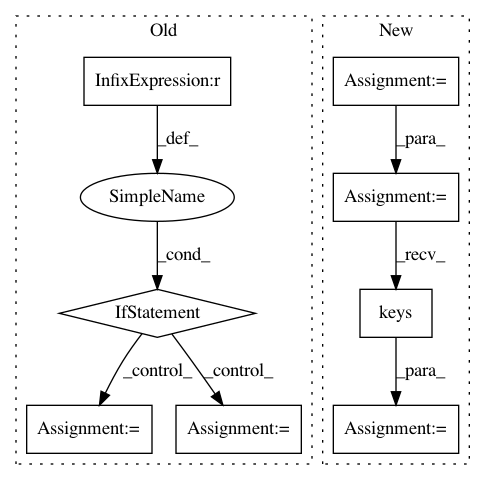 Old
New
InfixExpression:r
Assignment:=
_def_
_para_
SimpleName
Assignment:=
_cond_
_recv_
IfStatement
keys
_control_
_control_
_para_
Assignment:=
Assignment:=
Assignment:=